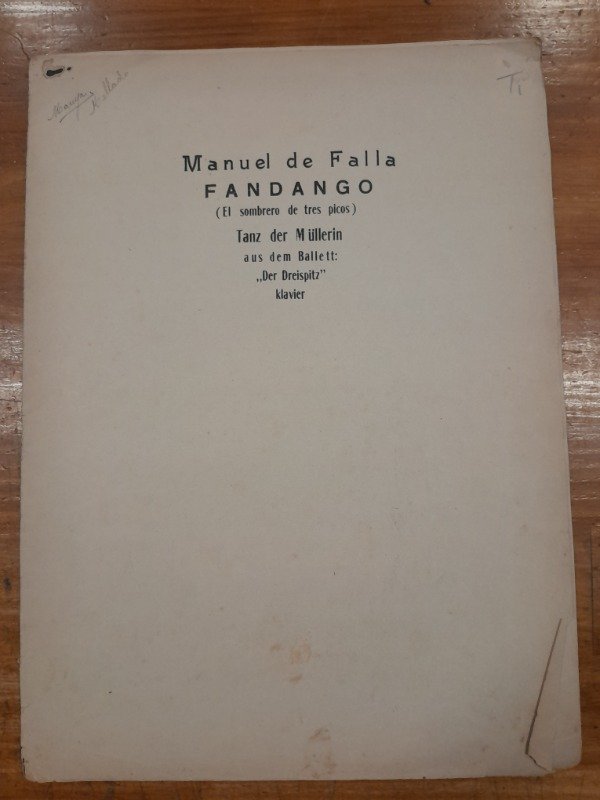 Manuel de Falla
FANDANGO
(El sombrero de tres picos)
Tanz der Müllerin
aus dem Ballett:
„Der Dreispitz”
klavier